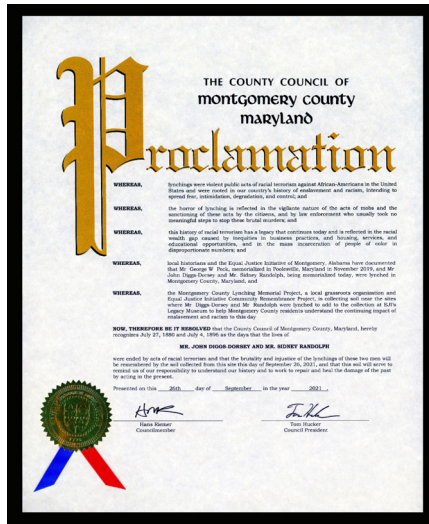 THE COUNTY COUNCIL OF
montgomery county
maryland
Proclamation
WHEREAS, lynchings were violent public acts of racial terrorism against African-Americans in the United
States and were rooted in our country's history of enslavement and racism, intending to
spread fear, intimidation, degradation, and control; and
WHEREAS, the horror of lynching is reflected in the vigilante nature of the acts of mobs and the
sanctioning of these acts by the citizens, and by law enforcement who usually took no
meaningful steps to stop these brutal murders; and
WHEREAS, this history of racial terrorism has a legacy that continues today and is reflected in the racial
wealth gap caused by inequities in business practices, and housing, services, and
educational opportunities, and in the mass incarceration of people of color in
disproportionate numbers; and
WHEREAS, local historians and the Equal Justice Initiative of Montgomery, Alabama have documented
that Mr George W Peck, memorialized in Poolesville, Maryland in November 2019, and Mr
John Diggs-Dorsey and Mr. Sidney Randolph, being memorialized today, were lynched in
Montgomery County, Maryland, and
WHEREAS, the Montgomery County Lynching Memorial Project, a local grassroots organization and
Equal Justice Initiative Community Remembrance Project, is collecting soil near the sites
where Mr Diggs-Dorsey and Mr Randolph were lynched to add to the collection at EJI's
Legacy Museum to help Montgomery County residents understand the continuing impact of
enslavement and racism to this day
NOW, THEREFORE BE IT RESOLVED that the County Council of Montgomery County, Maryland, hereby
recognizes July 27, 1880 and July 4, 1896 as the days that the lives of
MR. JOHN DIGGS-DORSEY AND MR. SIDNEY RANDOLPH
were ended by acts of racial terrorism and that the brutality and injustice of the lynchings of these two men will
be remembered by the soil collected from this site this day of September 26, 2021, and that this soil will serve to
remind us of our responsibility to understand our history and to work to repair and heal the damage of the past
by acting in the present.
Presented on this 26th day of September in the year 2021 .
Hans Riemer
Councilmember
Tom Hucker
Council President